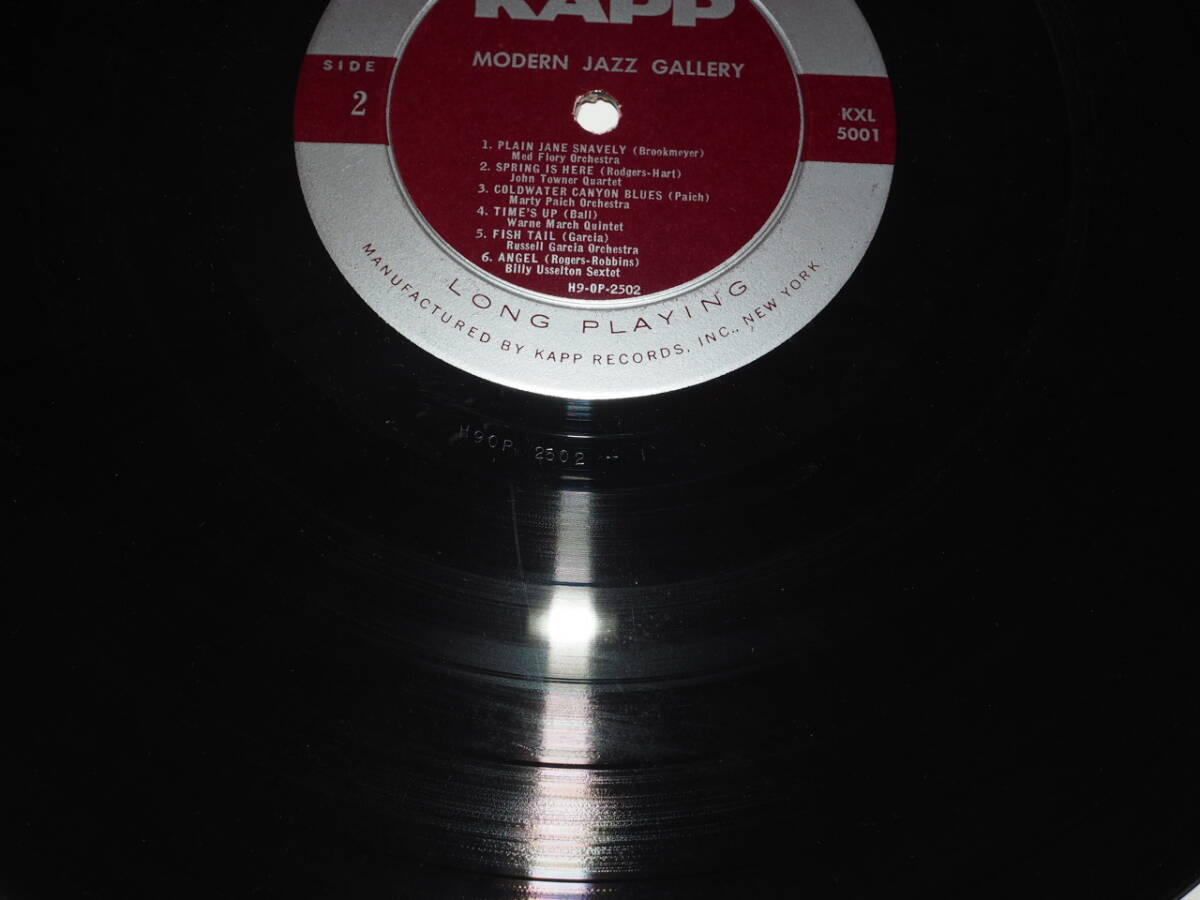 KAPP
MODERN JAZZ GALLERY
SIDE
2
KXL
5001
1. PLAIN JANE SNAVELY (Brookmeyer)
Med Flory Orchestra
2. SPRING IS HERE (Rodgers-Hart)
John Towner Quartet
3. COLDWATER CANYON BLUES (Paich)
Marty Paich Orchestra
4. TIME'S UP (Ball)
Warne March Quintet
5. FISH TAIL (Garcia)
Russell Garcia Orchestra
6. ANGEL (Rogers-Robbins)
Billy Usselton Sextet
H9-OP-2502
LONG PLAYING
MANUFACTURED BY KAPP RECORDS, INC., NEW YORK
H9OP 2502 - 1